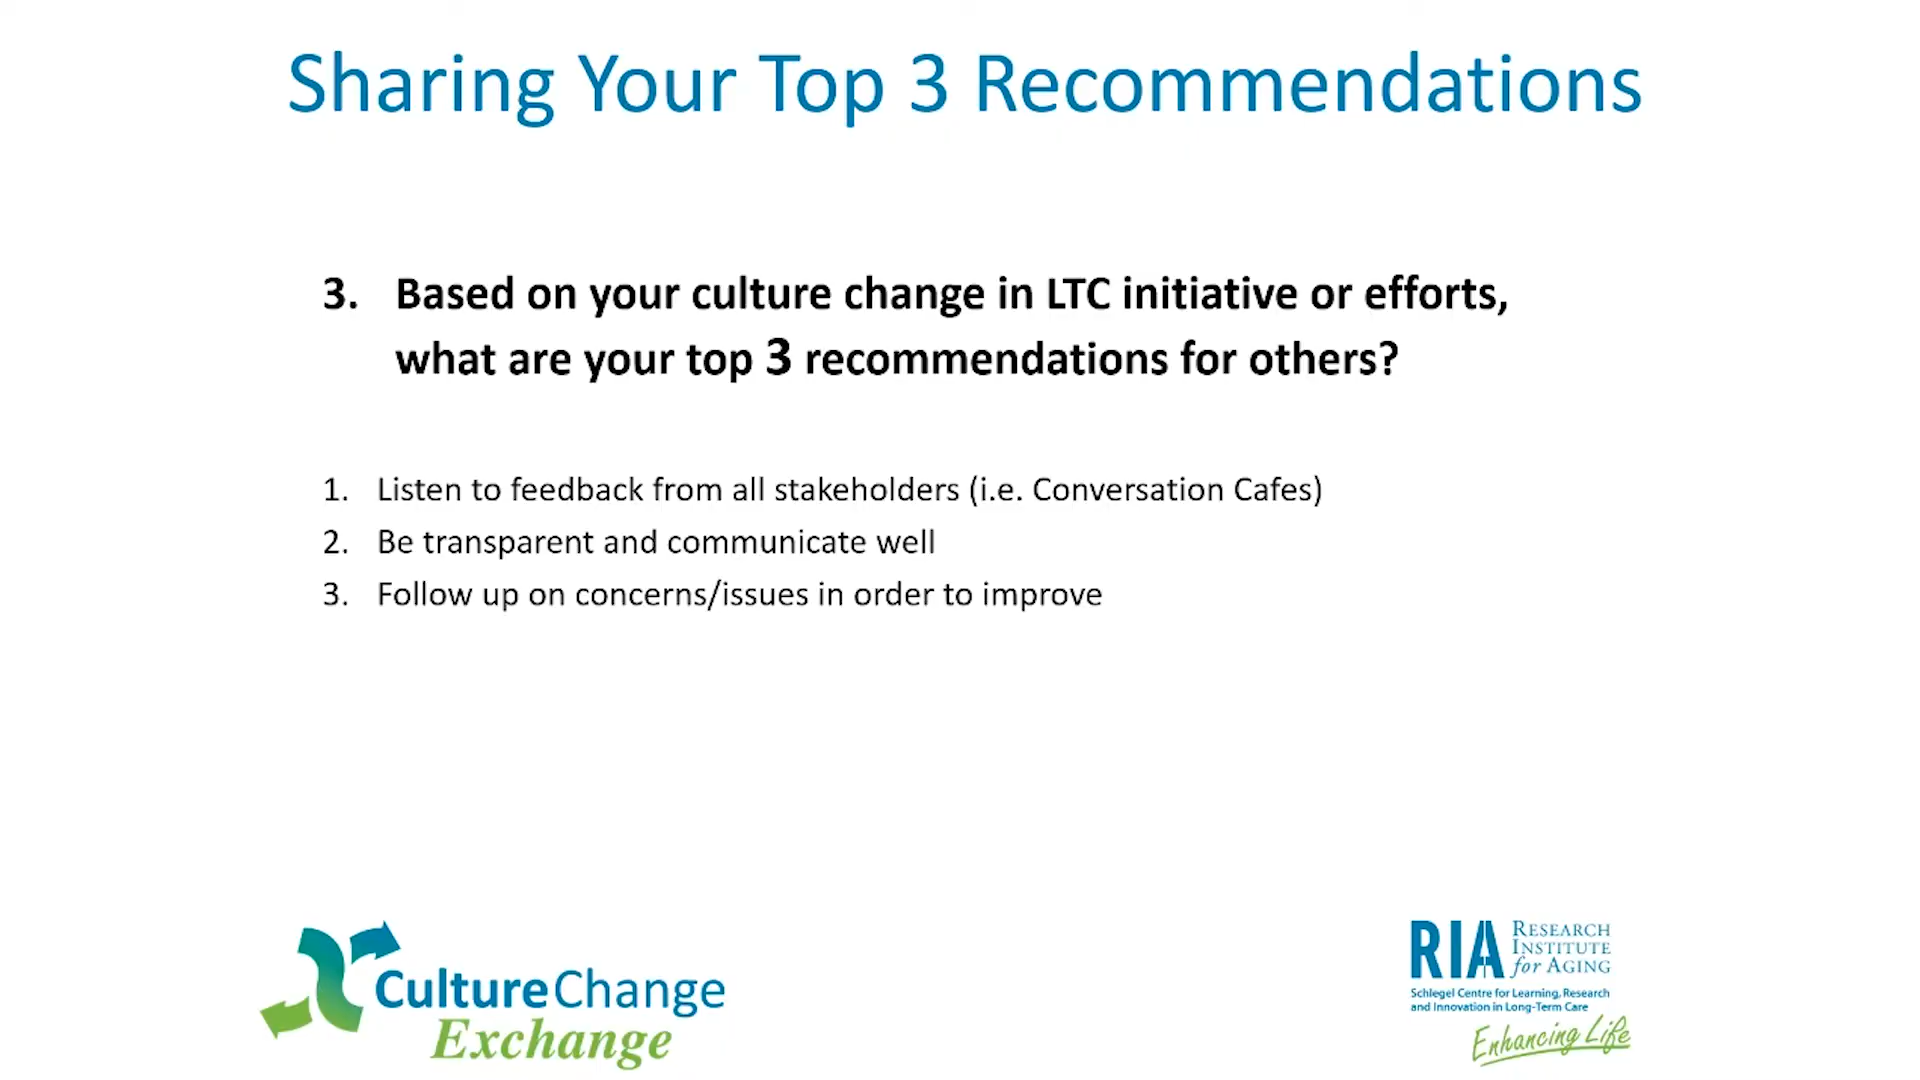 Sharing Your Top 3 Recommendations
3. Based on your culture change in LTC initiative or efforts,
what are your top 3 recommendations for others?
1. Listen to feedback from all stakeholders (i.e. Conversation Cafes)
2. Be transparent and communicate well
3. Follow up on concerns/issues in order to improve
CultureChange
Exchange
RIA
RESEARCH
INSTITUTE
for AGING
Schlegel Centre for Learning, Research
and Innovation in Long-Term Care
Enhancing Life